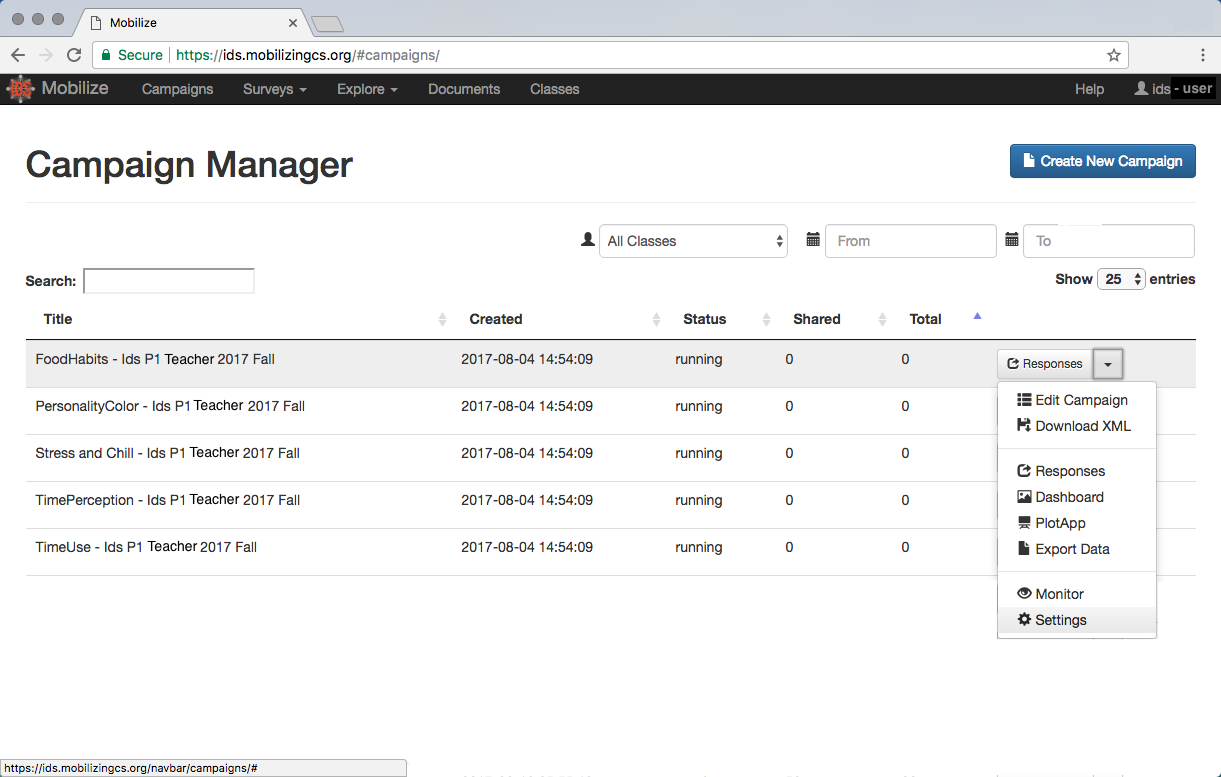 Mobilize
Secure https://ids.mobilizingcs.org/#campaigns/
IDS Mobilize Campaigns Surveys Explore Documents Classes Help ids - user
Campaign Manager
Create New Campaign
All Classes From To
Search: Show 25 entries
Title Created Status Shared Total
FoodHabits - Ids P1 Teacher 2017 Fall 2017-08-04 14:54:09 running 0 0 Responses
PersonalityColor - Ids P1 Teacher 2017 Fall 2017-08-04 14:54:09 running 0 0
Stress and Chill - Ids P1 Teacher 2017 Fall 2017-08-04 14:54:09 running 0 0
TimePerception - Ids P1 Teacher 2017 Fall 2017-08-04 14:54:09 running 0 0
TimeUse - Ids P1 Teacher 2017 Fall 2017-08-04 14:54:09 running 0 0
Edit Campaign
Download XML
Responses
Dashboard
PlotApp
Export Data
Monitor
Settings
https://ids.mobilizingcs.org/navbar/campaigns/#